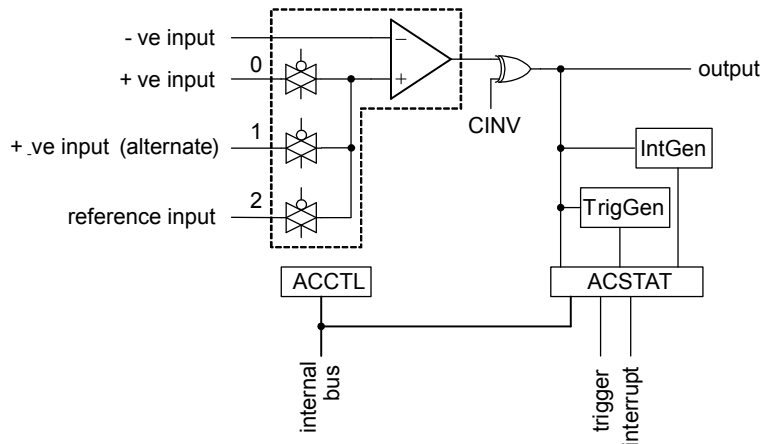 - ve input
−
0
+ ve input
+
output
CINV
1
+ -ve input (alternate)
IntGen
2
reference input
TrigGen
ACCTL
ACSTAT
internal
bus
trigger
interrupt